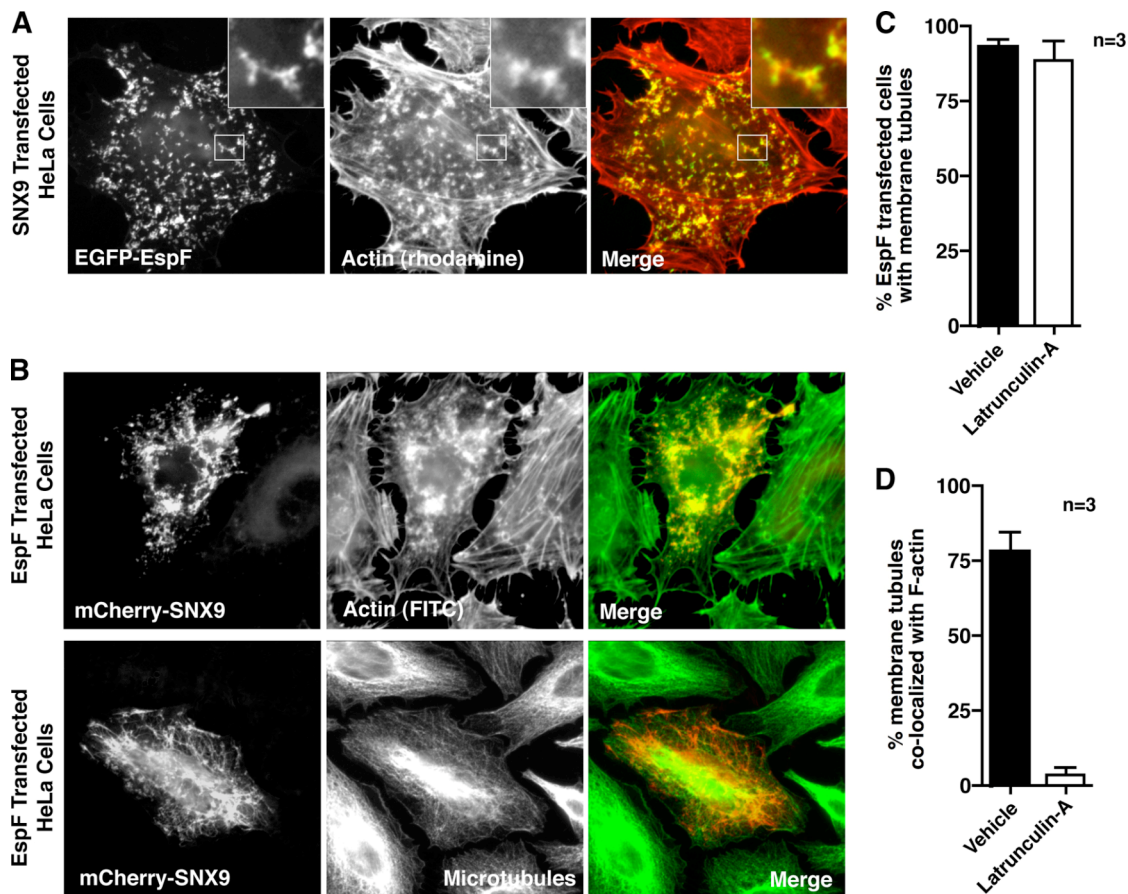 A
SNX9 Transfected
HeLa Cells
EGFP-EspF
Actin (rhodamine)
Merge
B
EspF Transfected
HeLa Cells
mCherry-SNX9
Actin (FITC)
Merge
EspF Transfected
HeLa Cells
mCherry-SNX9
Microtubules
Merge
C
% EspF transfected cells
with membrane tubules
100
75
50
25
0
n=3
Vehicle
Latrunculin-A
D
% membrane tubules
co-localized with F-actin
100
75
50
25
0
n=3
Vehicle
Latrunculin-A